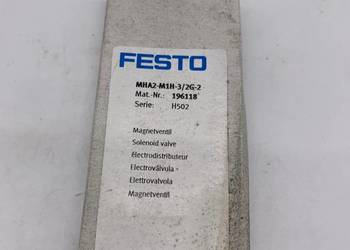 FESTO
MHA2-M1H-3/2G-2
Mat.-Nr.: 196118
Serie: H502
Magnetventil
Solenoid valve
Electrodistributeur
Electroválvula
Elettrovalvola
Magnetventil